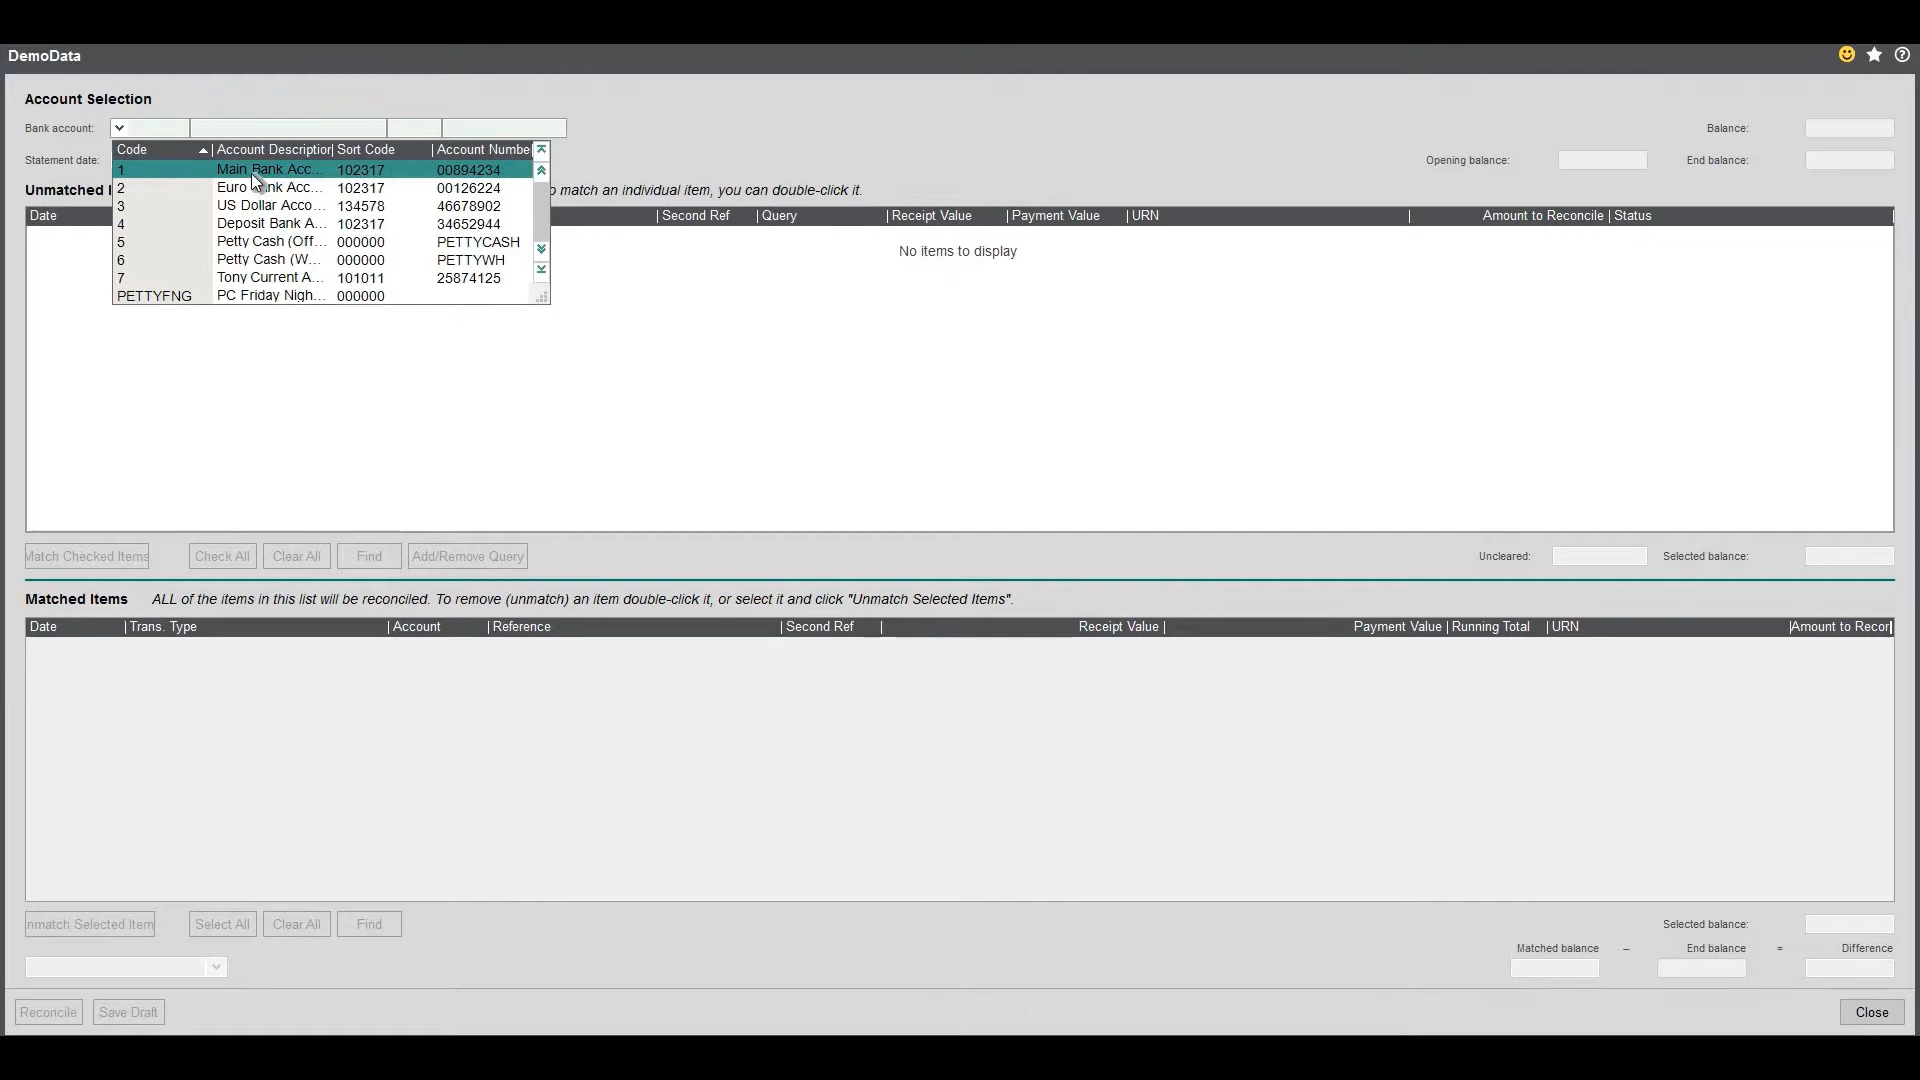 DemoData
Account Selection
Bank account:
Balance:
Code Account Description Sort Code Account Numbe
Statement date:
Opening balance: End balance:
1 Main Bank Acc... 102317 00894234
2 Euro Bank Acc... 102317 00126224
3 US Dollar Acco... 134578 46678902
4 Deposit Bank A... 102317 34652944
5 Petty Cash (Off... 000000 PETTYCASH
6 Petty Cash (W... 000000 PETTYWH
7 Tony Current A... 101011 25874125
PETTYFNG PC Friday Nigh... 000000
Unmatched I o match an individual item, you can double-click it.
Date Second Ref Query Receipt Value Payment Value URN Amount to Reconcile Status
No items to display
Match Checked Items Check All Clear All Find Add/Remove Query Uncleared: Selected balance:
Matched Items ALL of the items in this list will be reconciled. To remove (unmatch) an item double-click it, or select it and click "Unmatch Selected Items".
Date Trans. Type Account Reference Second Ref Receipt Value Payment Value Running Total URN Amount to Recor
nmatch Selected Item Select All Clear All Find Selected balance:
Matched balance – End balance = Difference
Reconcile Save Draft Close